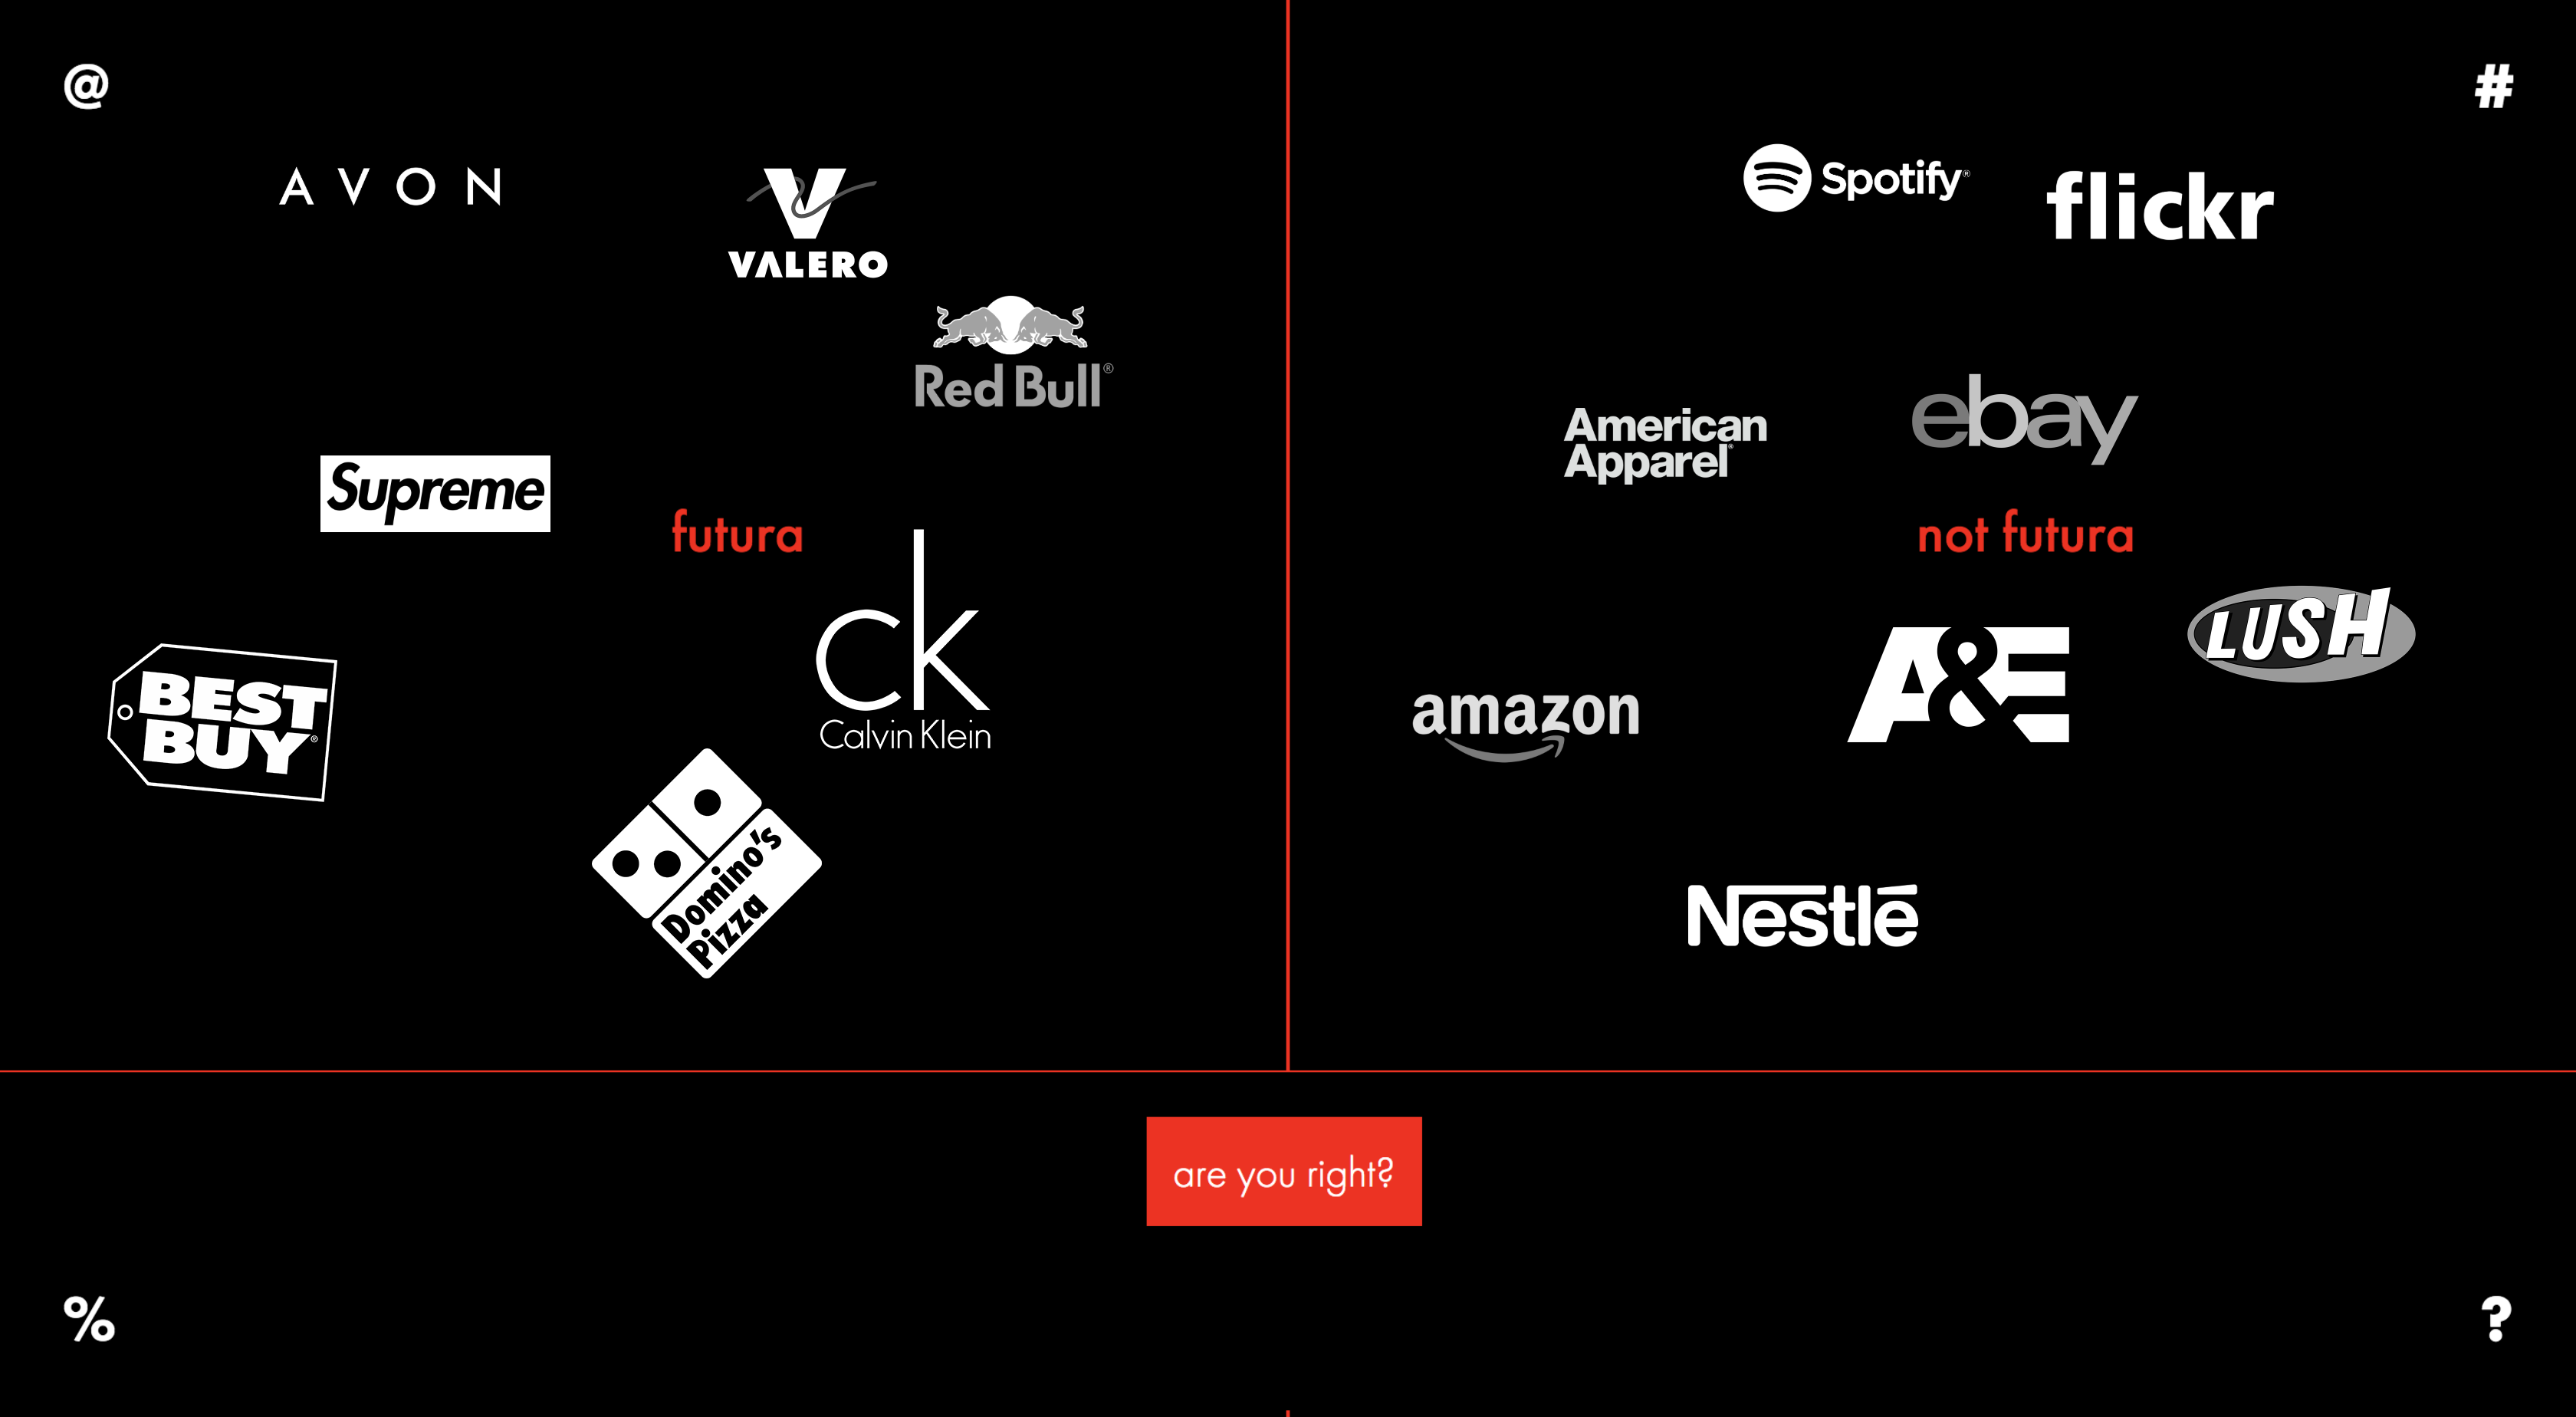 @
#
AVON
VALERO
Red Bull®
Supreme
futura
ck
Calvin Klein
BEST
BUY®
Domino's
Pizza
Spotify®
flickr
American
Apparel®
ebay
not futura
LUSH
A&E
amazon
Nestlé
are you right?
%
?